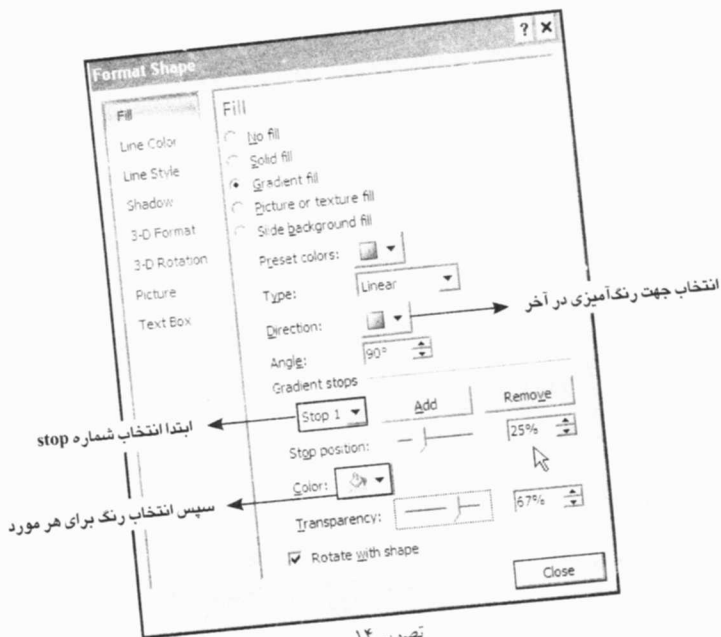 Format Shape
Fill
Line Color
Line Style
Shadow
3-D Format
3-D Rotation
Picture
Text Box
Fill
No fill
Solid fill
Gradient fill
Picture or texture fill
Slide background fill
Preset colors:
Type: Linear
Direction:
انتخاب جهت رنگ‌آمیزی در آخر
Angle: 90°
Gradient stops
Stop 1 Add Remove
ابتدا انتخاب شماره stop
Stop position: 25%
Color:
سپس انتخاب رنگ برای هر مورد
Transparency: 67%
Rotate with shape
Close
۱۴